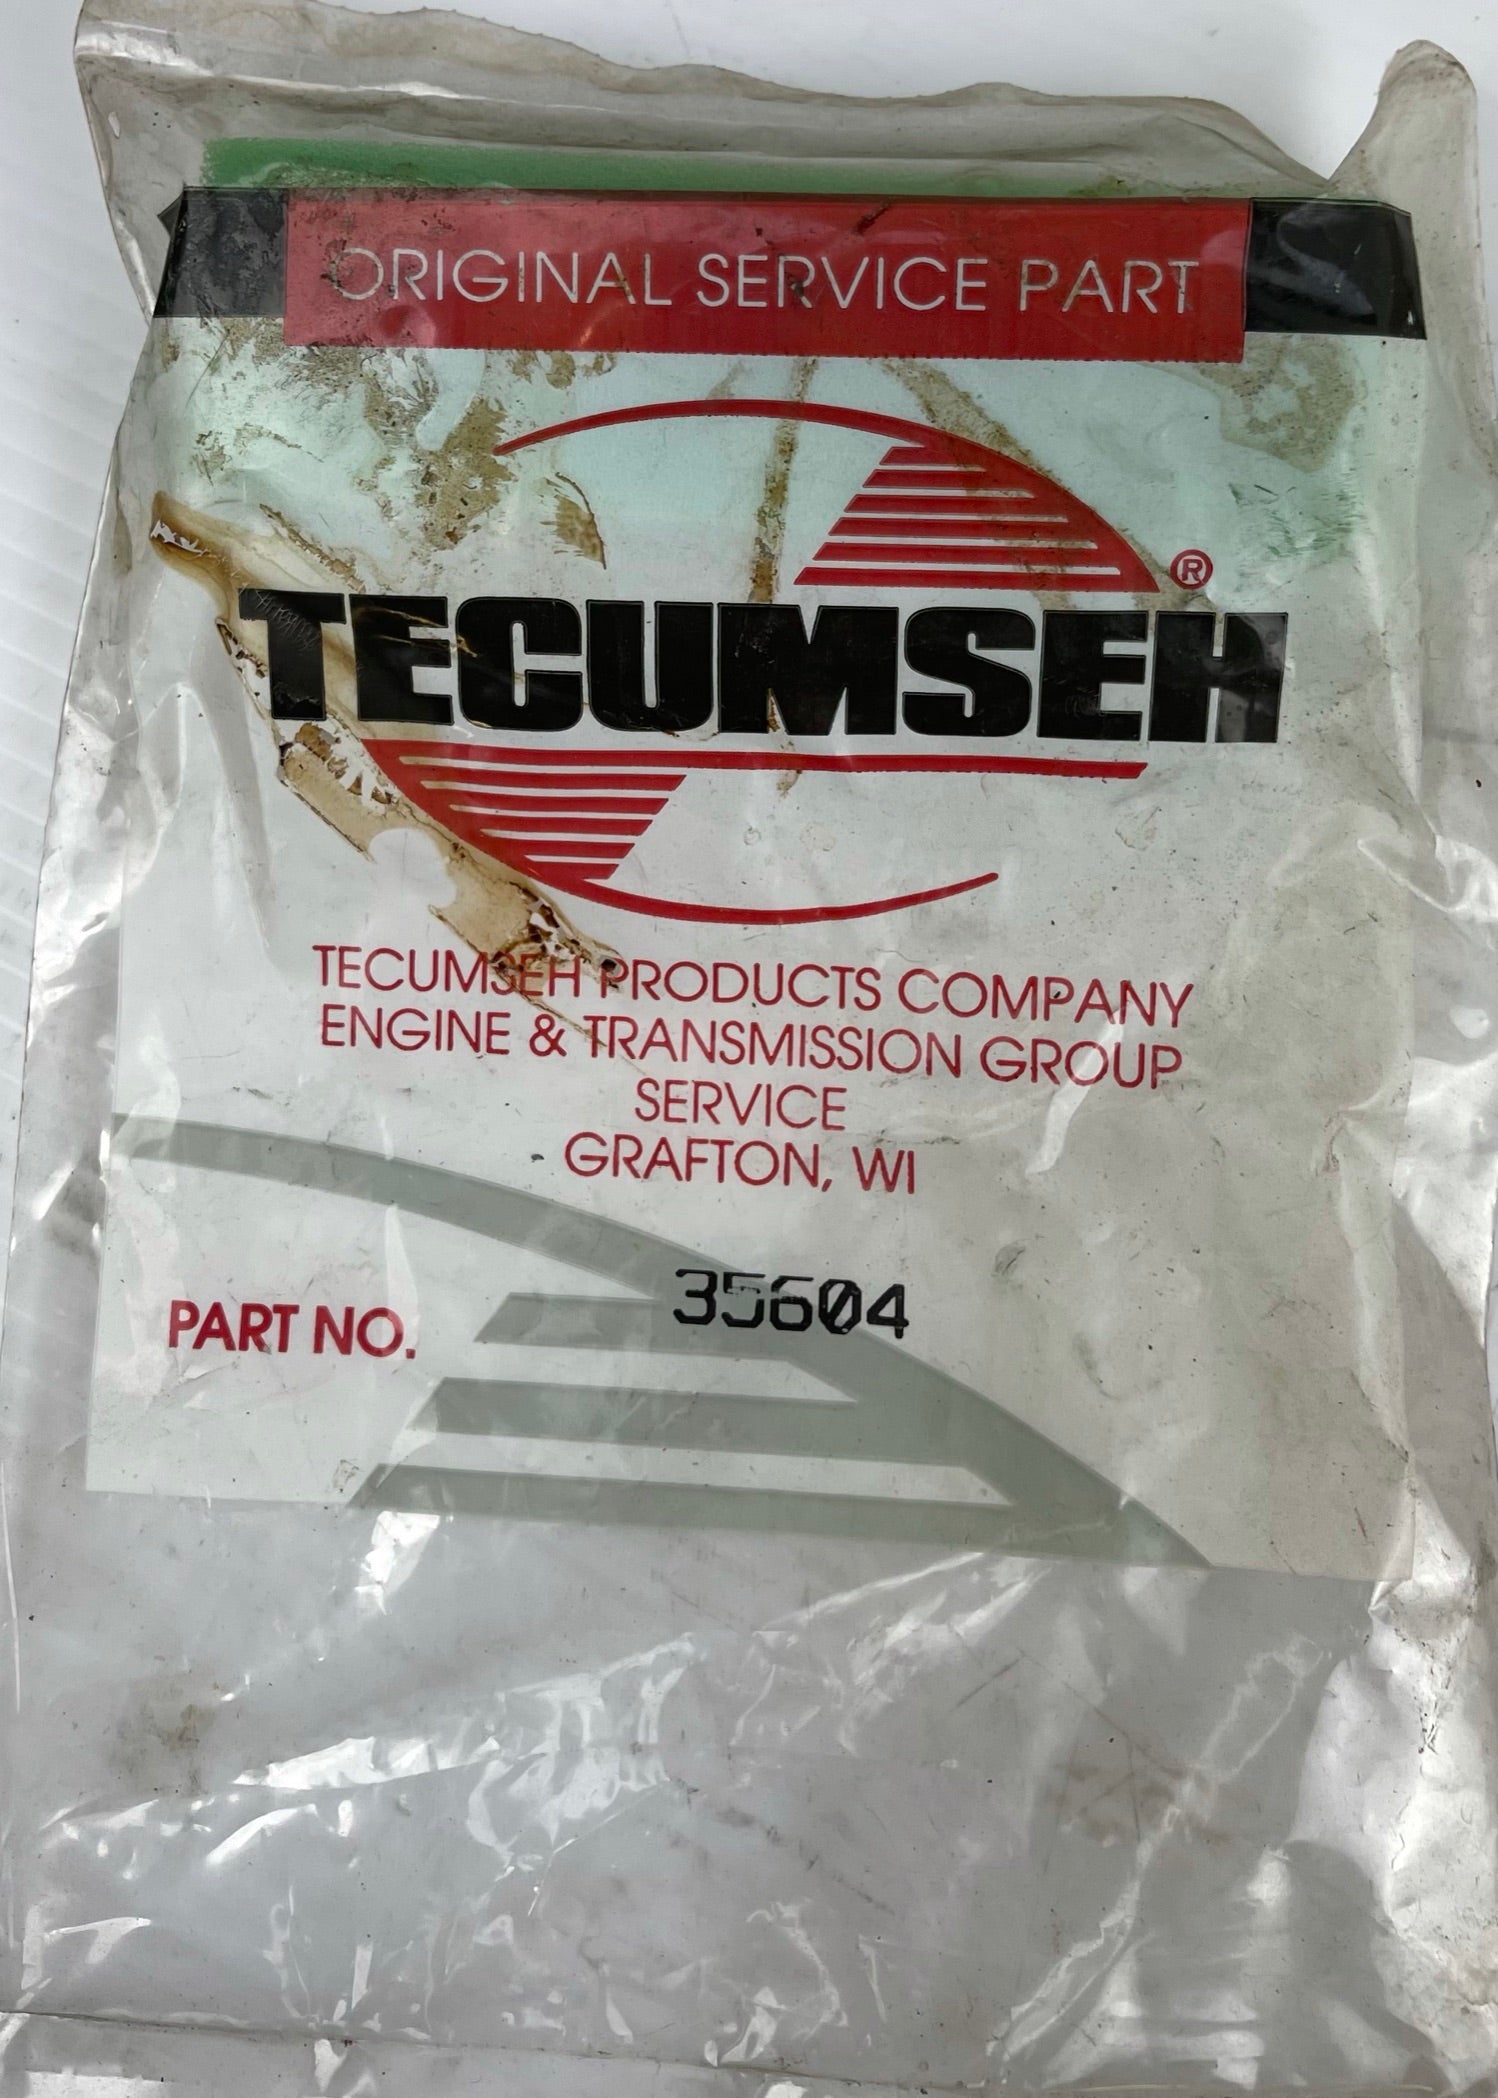 ORIGINAL SERVICE PART
TECUMSEH ®
TECUMSEH PRODUCTS COMPANY
ENGINE & TRANSMISSION GROUP
SERVICE
GRAFTON, WI
PART NO. 35604